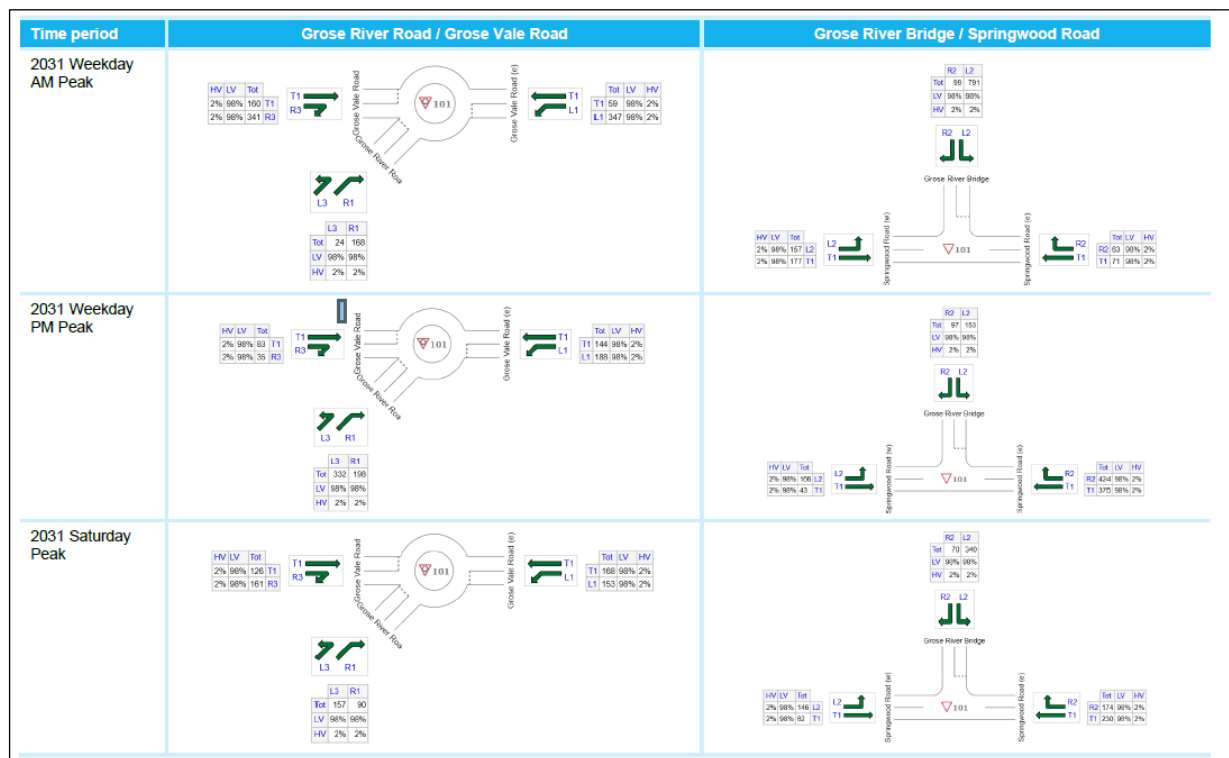 Time period Grose River Road / Grose Vale Road Grose River Bridge / Springwood Road
2031 Weekday
AM Peak
HV LV Tot
2% 98% 160 T1
2% 98% 341 R3
T1
R3
Grose Vale Road
101
Grose Vale Road (e)
T1
L1
Tot LV HV
T1 59 98% 2%
L1 347 98% 2%
Grose River Roa
L3 R1
L3 R1
Tot 24 168
LV 98% 98%
HV 2% 2%
R2 L2
Tot 791
LV 98% 98%
HV 2% 2%
R2 L2
Grose River Bridge
Springwood Road (w)
Springwood Road (e)
HV LV Tot
2% 98% 157 L2
2% 98% 177 T1
L2
T1
101
R2
T1
Tot LV HV
R2 63 98% 2%
T1 71 98% 2%
2031 Weekday
PM Peak
HV LV Tot
2% 98% 83 T1
2% 98% 35 R3
T1
R3
Grose Vale Road
101
Grose Vale Road (e)
T1
L1
Tot LV HV
T1 144 98% 2%
L1 188 98% 2%
Grose River Roa
L3 R1
L3 R1
Tot 332 198
LV 98% 98%
HV 2% 2%
R2 L2
Tot 97 153
LV 98% 98%
HV 2% 2%
R2 L2
Grose River Bridge
Springwood Road (w)
Springwood Road (e)
HV LV Tot
2% 98% 166 L2
2% 98% 43 T1
L2
T1
101
R2
T1
Tot LV HV
R2 424 98% 2%
T1 375 98% 2%
2031 Saturday
Peak
HV LV Tot
2% 98% 126 T1
2% 98% 161 R3
T1
R3
Grose Vale Road
101
Grose Vale Road (e)
T1
L1
Tot LV HV
T1 168 98% 2%
L1 153 98% 2%
Grose River Roa
L3 R1
L3 R1
Tot 157 90
LV 98% 98%
HV 2% 2%
R2 L2
Tot 70 340
LV 98% 98%
HV 2% 2%
R2 L2
Grose River Bridge
Springwood Road (w)
Springwood Road (e)
HV LV Tot
2% 98% 146 L2
2% 98% 62 T1
L2
T1
101
R2
T1
Tot LV HV
R2 174 98% 2%
T1 230 98% 2%